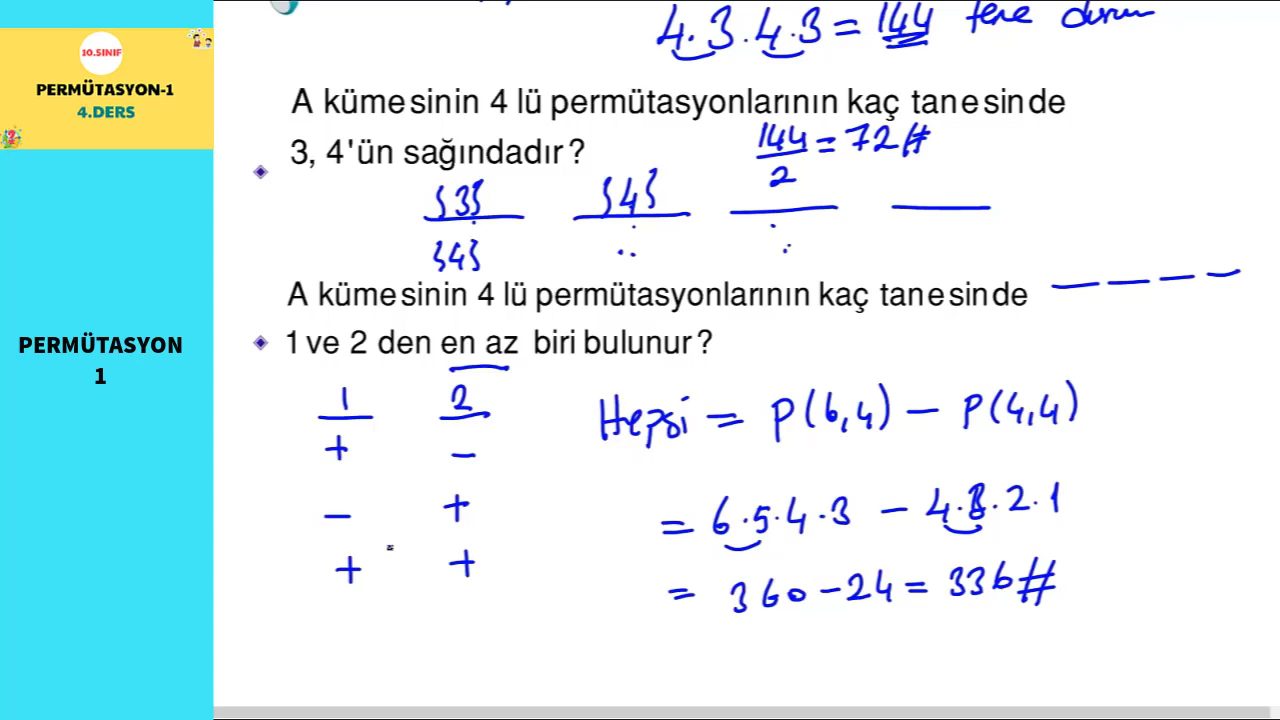 4.3.4.3 = 144 tane durum
10.SINIF
PERMÜTASYON-1
4.DERS
A kümesinin 4 lü permütasyonlarının kaç tanesinde
3, 4'ün sağındadır?
144/2 = 72 //
{3} {4}
{4}
A kümesinin 4 lü permütasyonlarının kaç tanesinde
1 ve 2 den en az biri bulunur?
PERMÜTASYON
1
1 2
+ −
− +
+ +
Hepsi = P(6,4) − P(4,4)
= 6.5.4.3 − 4.3.2.1
= 360 − 24 = 336 //